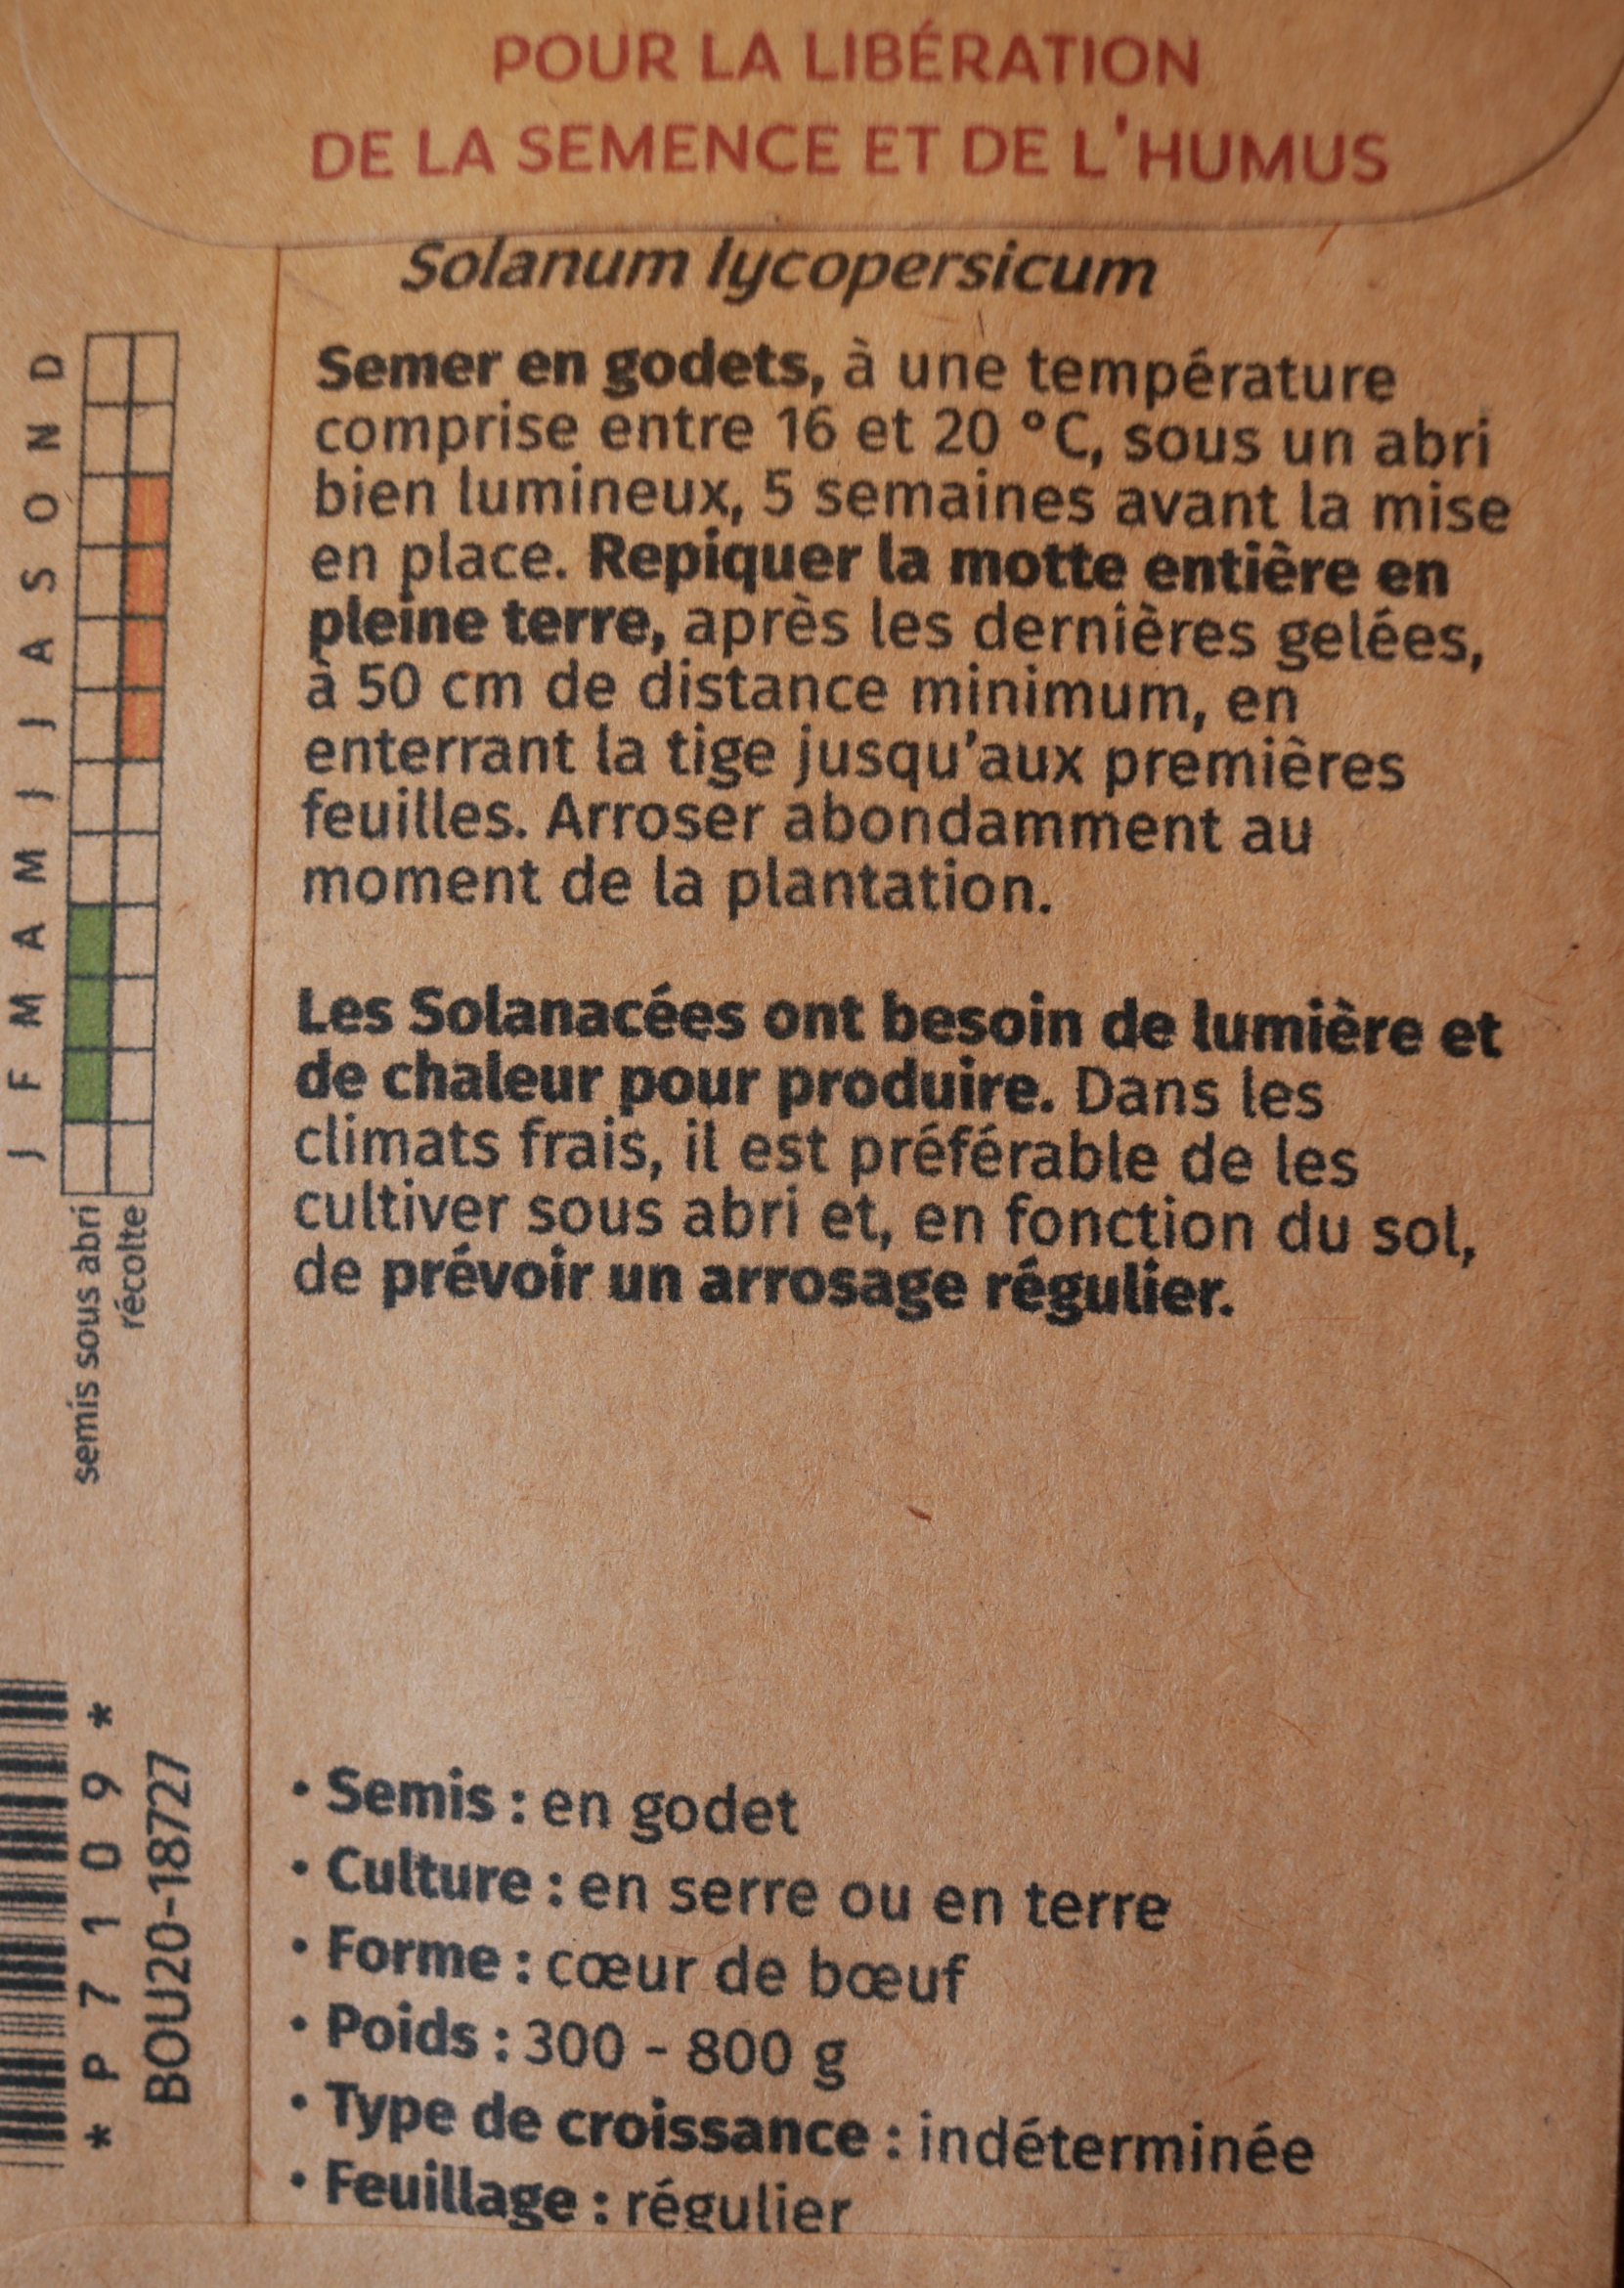 POUR LA LIBÉRATION
DE LA SEMENCE ET DE L'HUMUS
Solanum lycopersicum
Semer en godets, à une température
comprise entre 16 et 20 °C, sous un abri
bien lumineux, 5 semaines avant la mise
en place. Repiquer la motte entière en
pleine terre, après les dernières gelées,
à 50 cm de distance minimum, en
enterrant la tige jusqu'aux premières
feuilles. Arroser abondamment au
moment de la plantation.
Les Solanacées ont besoin de lumière et
de chaleur pour produire. Dans les
climats frais, il est préférable de les
cultiver sous abri et, en fonction du sol,
de prévoir un arrosage régulier.
• Semis : en godet
• Culture : en serre ou en terre
• Forme : cœur de bœuf
• Poids : 300 - 800 g
• Type de croissance : indéterminée
• Feuillage : régulier
J F M A M J J A S O N D
semis sous abri
récolte
* P 7 1 0 9 *
BOU20-18727